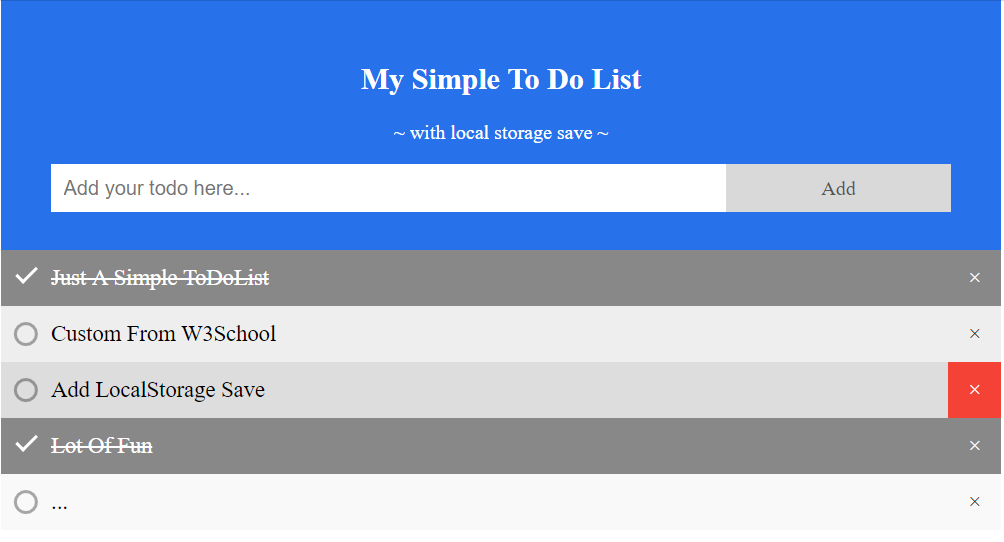 My Simple To Do List
~ with local storage save ~
Add your todo here... Add
Just A Simple ToDoList ×
Custom From W3School ×
Add LocalStorage Save ×
Lot Of Fun ×
... ×